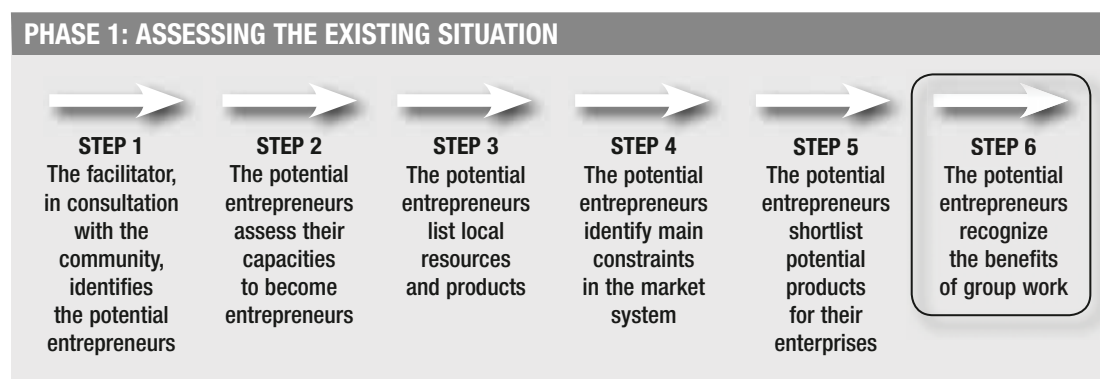 PHASE 1: ASSESSING THE EXISTING SITUATION
STEP 1
The facilitator,
in consultation
with the
community,
identifies
the potential
entrepreneurs
STEP 2
The potential
entrepreneurs
assess their
capacities
to become
entrepreneurs
STEP 3
The potential
entrepreneurs
list local
resources
and products
STEP 4
The potential
entrepreneurs
identify main
constraints
in the market
system
STEP 5
The potential
entrepreneurs
shortlist
potential
products
for their
enterprises
STEP 6
The potential
entrepreneurs
recognize
the benefits
of group work